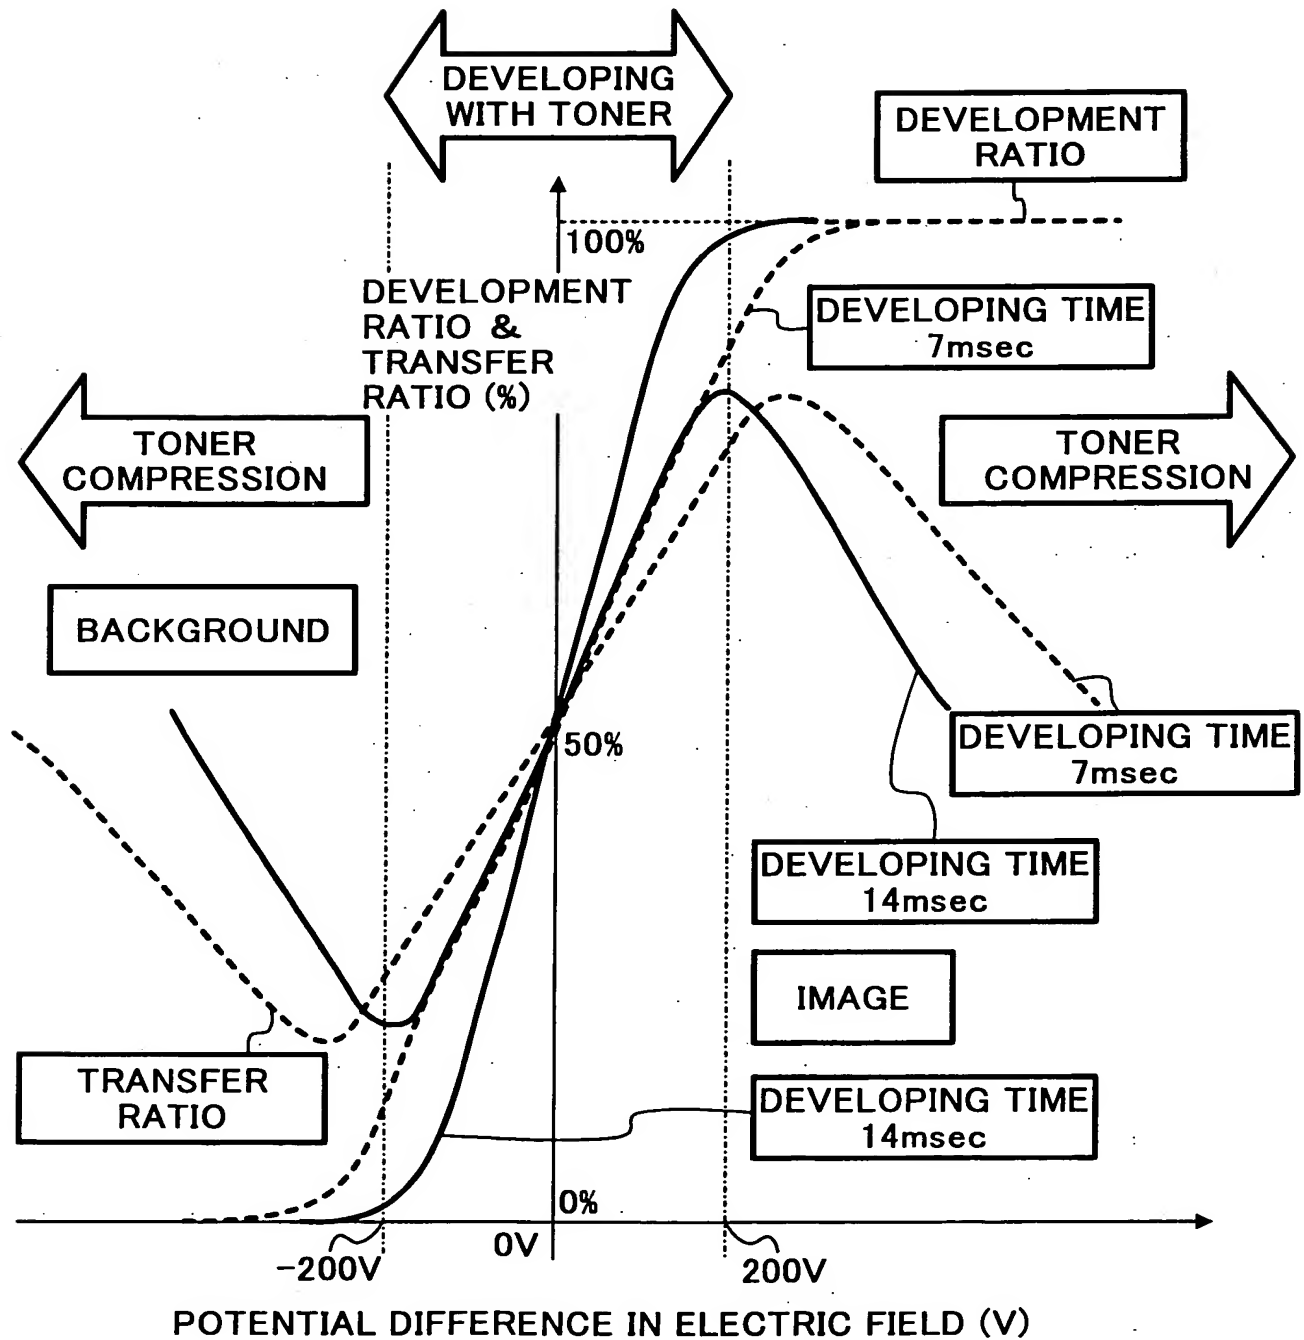 DEVELOPING
WITH TONER
DEVELOPMENT
RATIO
100%
DEVELOPMENT
RATIO &
TRANSFER
RATIO (%)
DEVELOPING TIME
7msec
TONER
COMPRESSION
TONER
COMPRESSION
BACKGROUND
50%
DEVELOPING TIME
7msec
DEVELOPING TIME
14msec
IMAGE
TRANSFER
RATIO
DEVELOPING TIME
14msec
0%
0V
-200V
200V
POTENTIAL DIFFERENCE IN ELECTRIC FIELD (V)